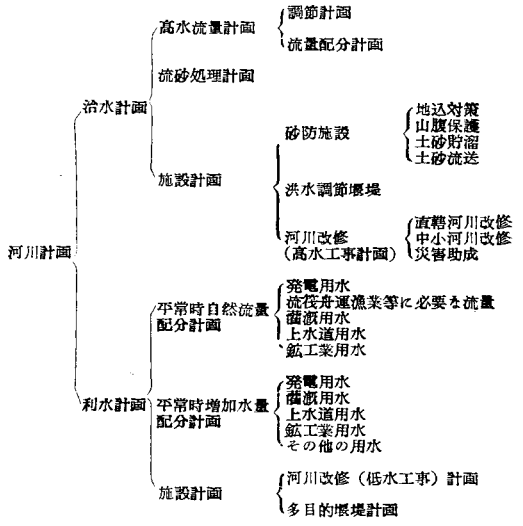 高水流量計画
調節計画
流量配分計画
流砂処理計画
治水計画
施設計画
砂防施設
地込対策
山腹保護
土砂貯溜
土砂流送
洪水調節堰堤
河川改修
(高水工事計画)
直轄河川改修
中小河川改修
災害助成
河川計画
利水計画
平常時自然流量
配分計画
発電用水
流筏舟運漁業等に必要な流量
灌漑用水
上水道用水
鉱工業用水
平常時増加水量
配分計画
発電用水
灌漑用水
上水道用水
鉱工業用水
その他の用水
施設計画
河川改修（低水工事）計画
多目的堰堤計画